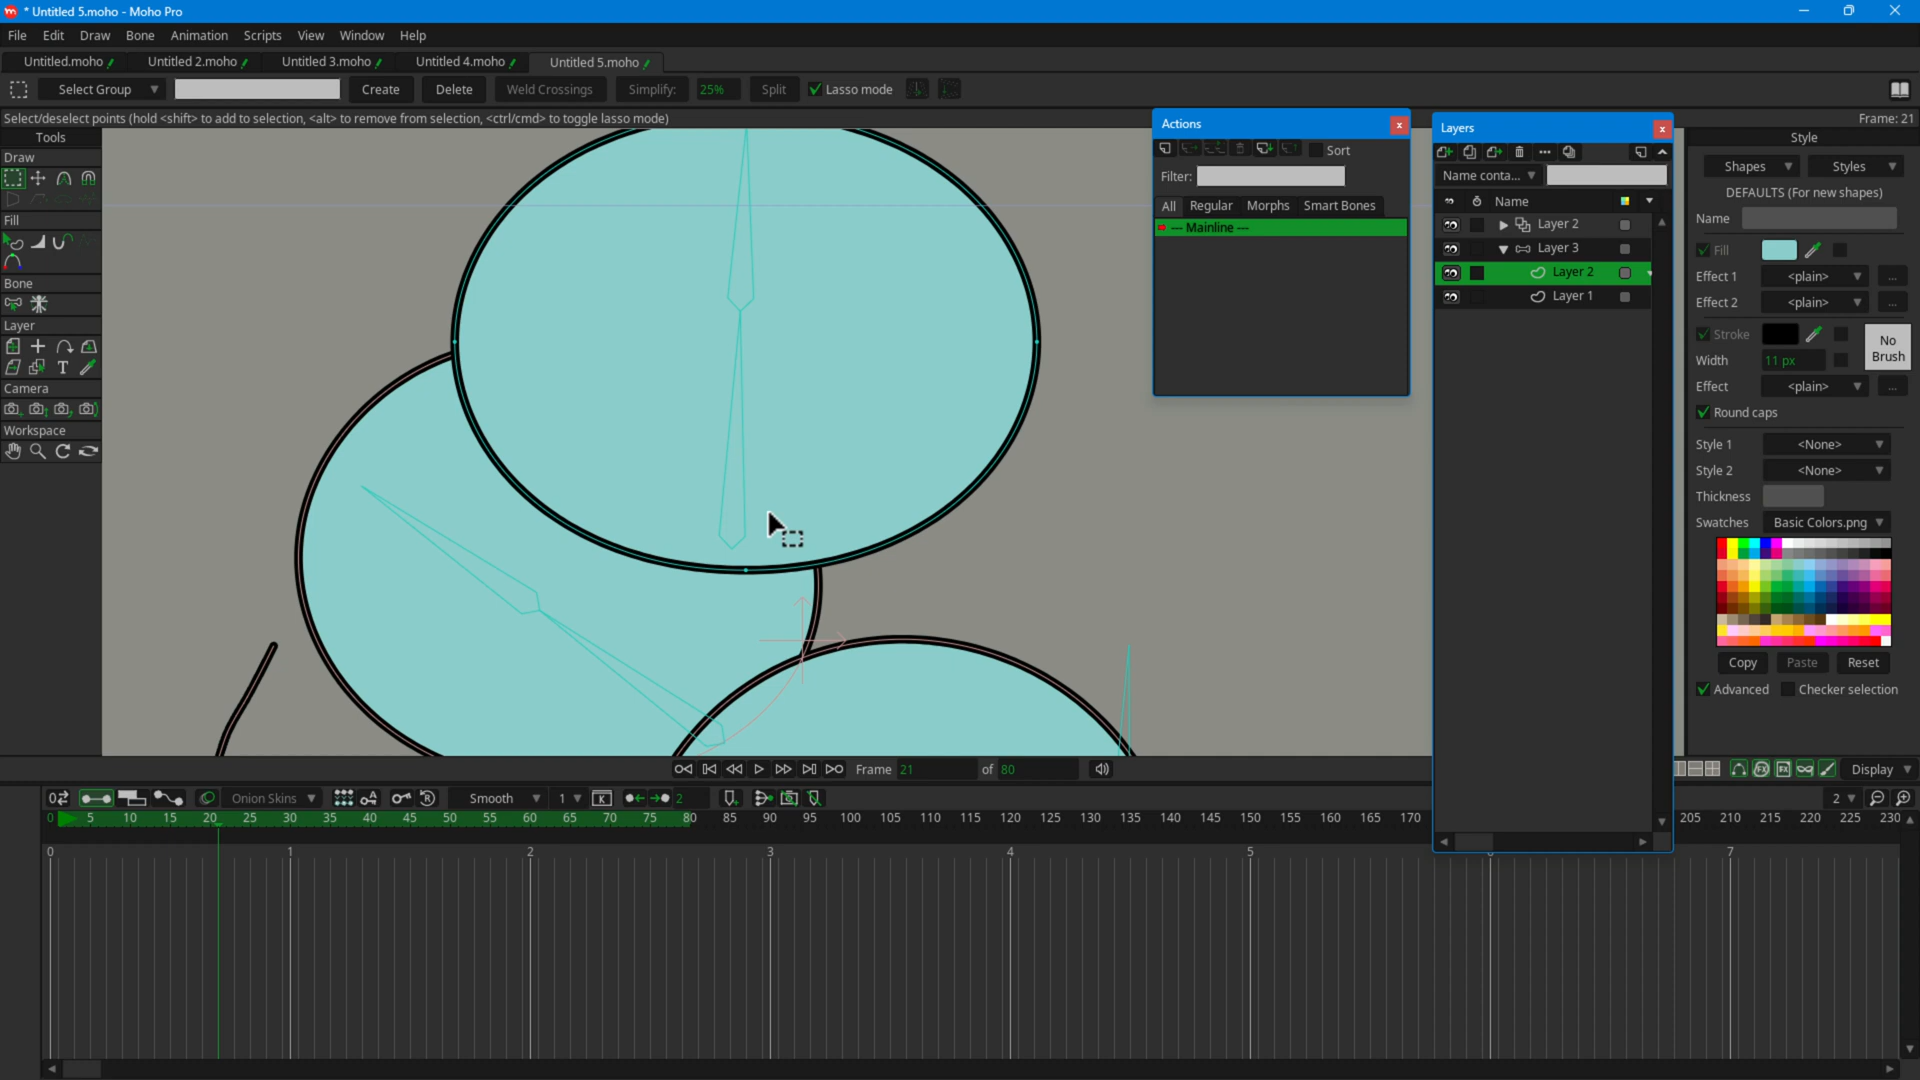 * Untitled 5.moho - Moho Pro
File Edit Draw Bone Animation Scripts View Window Help
Untitled.moho Untitled 2.moho Untitled 3.moho Untitled 4.moho Untitled 5.moho
Select Group Create Delete Weld Crossings Simplify: 25% Split Lasso mode
Select/deselect points (hold <shift> to add to selection, <alt> to remove from selection, <ctrl/cmd> to toggle lasso mode) Frame: 21
Tools
Draw
Fill
Bone
Layer
Camera
Workspace
Actions
Sort
Filter:
All Regular Morphs Smart Bones
--- Mainline ---
Layers
Name conta...
Name
Layer 2
Layer 3
Layer 2
Layer 1
Style
Shapes Styles
DEFAULTS (For new shapes)
Name
Fill
Effect 1 <plain> ...
Effect 2 <plain> ...
Stroke
No Brush
Width 11 px
Effect <plain> ...
Round caps
Style 1 <None>
Style 2 <None>
Thickness
Swatches Basic Colors.png
Copy Paste Reset
Advanced Checker selection
Frame 21 of 80
Display
Onion Skins Smooth 1 2 2
0 5 10 15 20 25 30 35 40 45 50 55 60 65 70 75 80 85 90 95 100 105 110 115 120 125 130 135 140 145 150 155 160 165 170 205 210 215 220 225 230
0 1 2 3 4 5 7